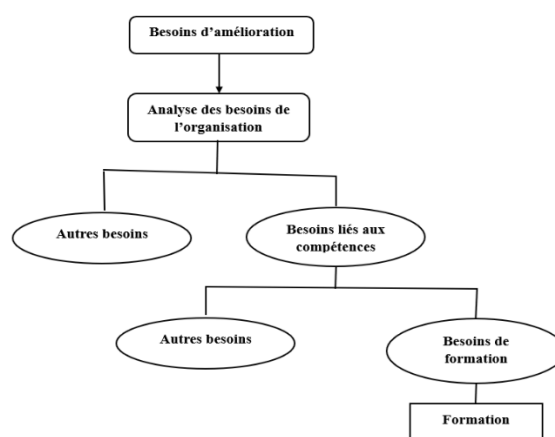 Besoins d’amélioration
Analyse des besoins de
l’organisation
Autres besoins
Besoins liés aux
compétences
Autres besoins
Besoins de
formation
Formation